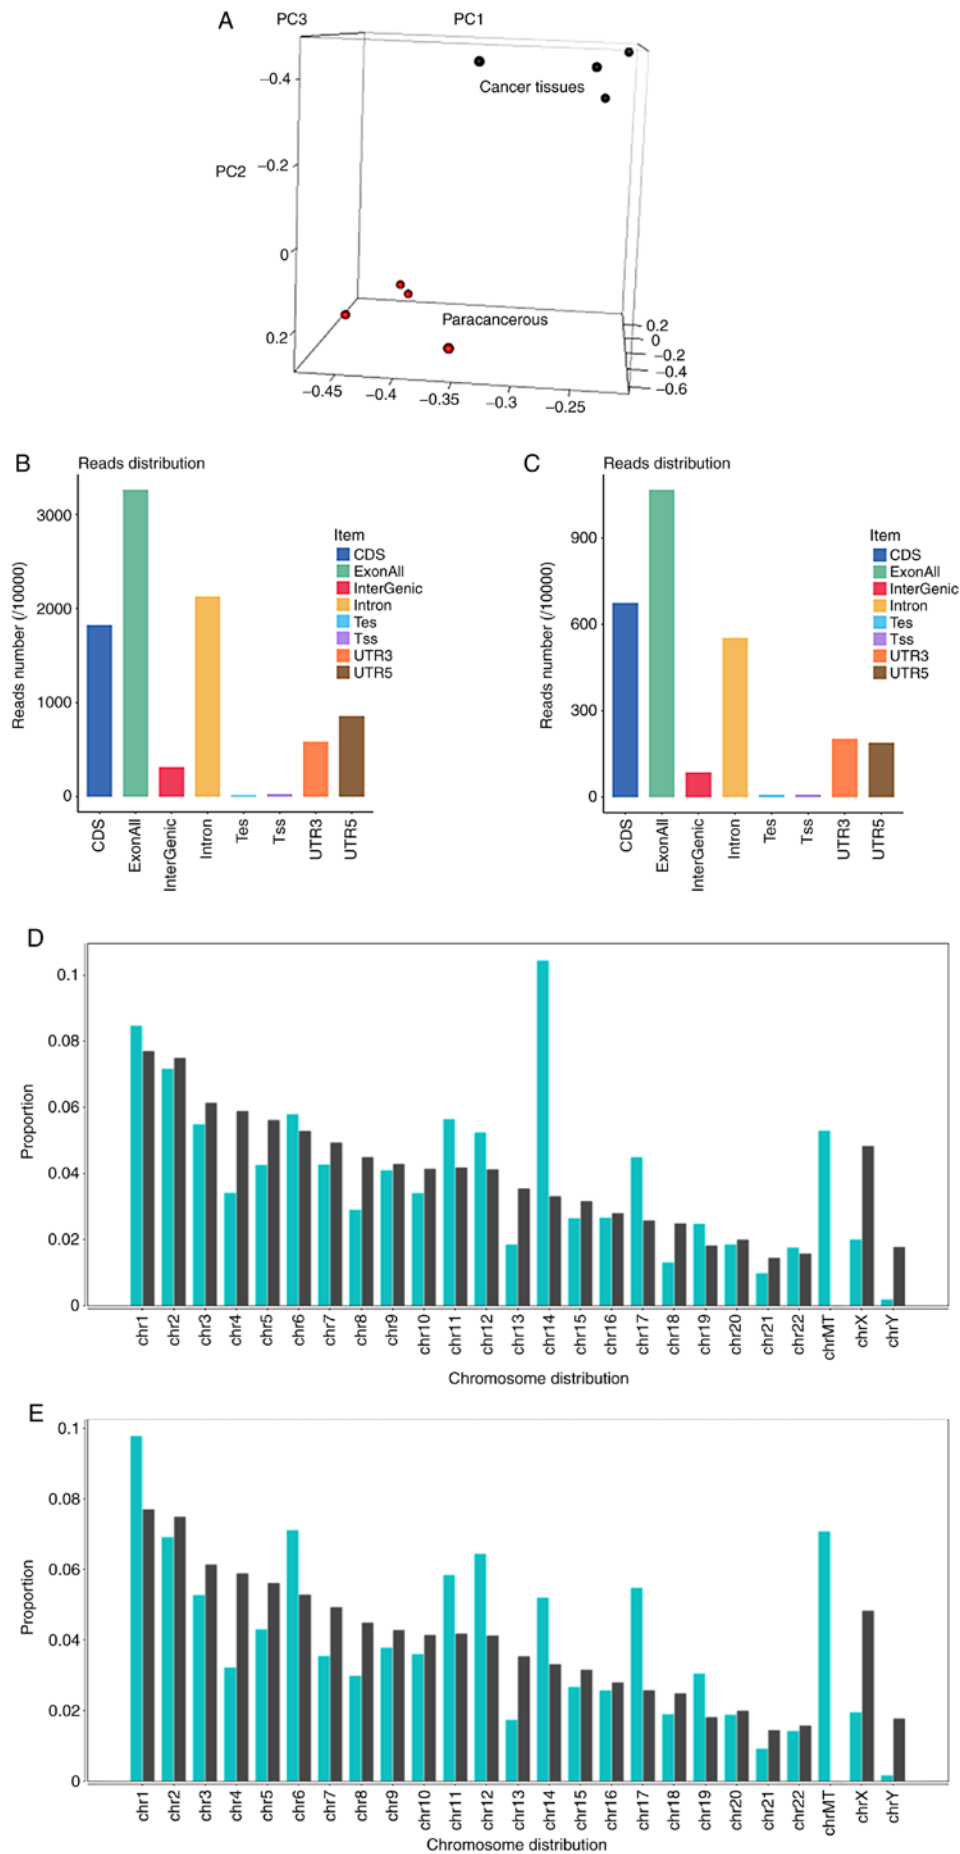 A
PC3
PC1
−0.4
Cancer tissues
PC2
−0.2
0
0.2
Paracancerous
0.2
0
−0.2
−0.4
−0.6
−0.45
−0.4
−0.35
−0.3
−0.25
B
Reads distribution
Reads number (/10000)
3000
2000
1000
0
CDS
ExonAll
InterGenic
Intron
Tes
Tss
UTR3
UTR5
Item
CDS
ExonAll
InterGenic
Intron
Tes
Tss
UTR3
UTR5
C
Reads distribution
Reads number (/10000)
900
600
300
0
CDS
ExonAll
InterGenic
Intron
Tes
Tss
UTR3
UTR5
Item
CDS
ExonAll
InterGenic
Intron
Tes
Tss
UTR3
UTR5
D
Proportion
0.1
0.08
0.06
0.04
0.02
0
chr1
chr2
chr3
chr4
chr5
chr6
chr7
chr8
chr9
chr10
chr11
chr12
chr13
chr14
chr15
chr16
chr17
chr18
chr19
chr20
chr21
chr22
chrMT
chrX
chrY
Chromosome distribution
E
Proportion
0.1
0.08
0.06
0.04
0.02
0
chr1
chr2
chr3
chr4
chr5
chr6
chr7
chr8
chr9
chr10
chr11
chr12
chr13
chr14
chr15
chr16
chr17
chr18
chr19
chr20
chr21
chr22
chrMT
chrX
chrY
Chromosome distribution